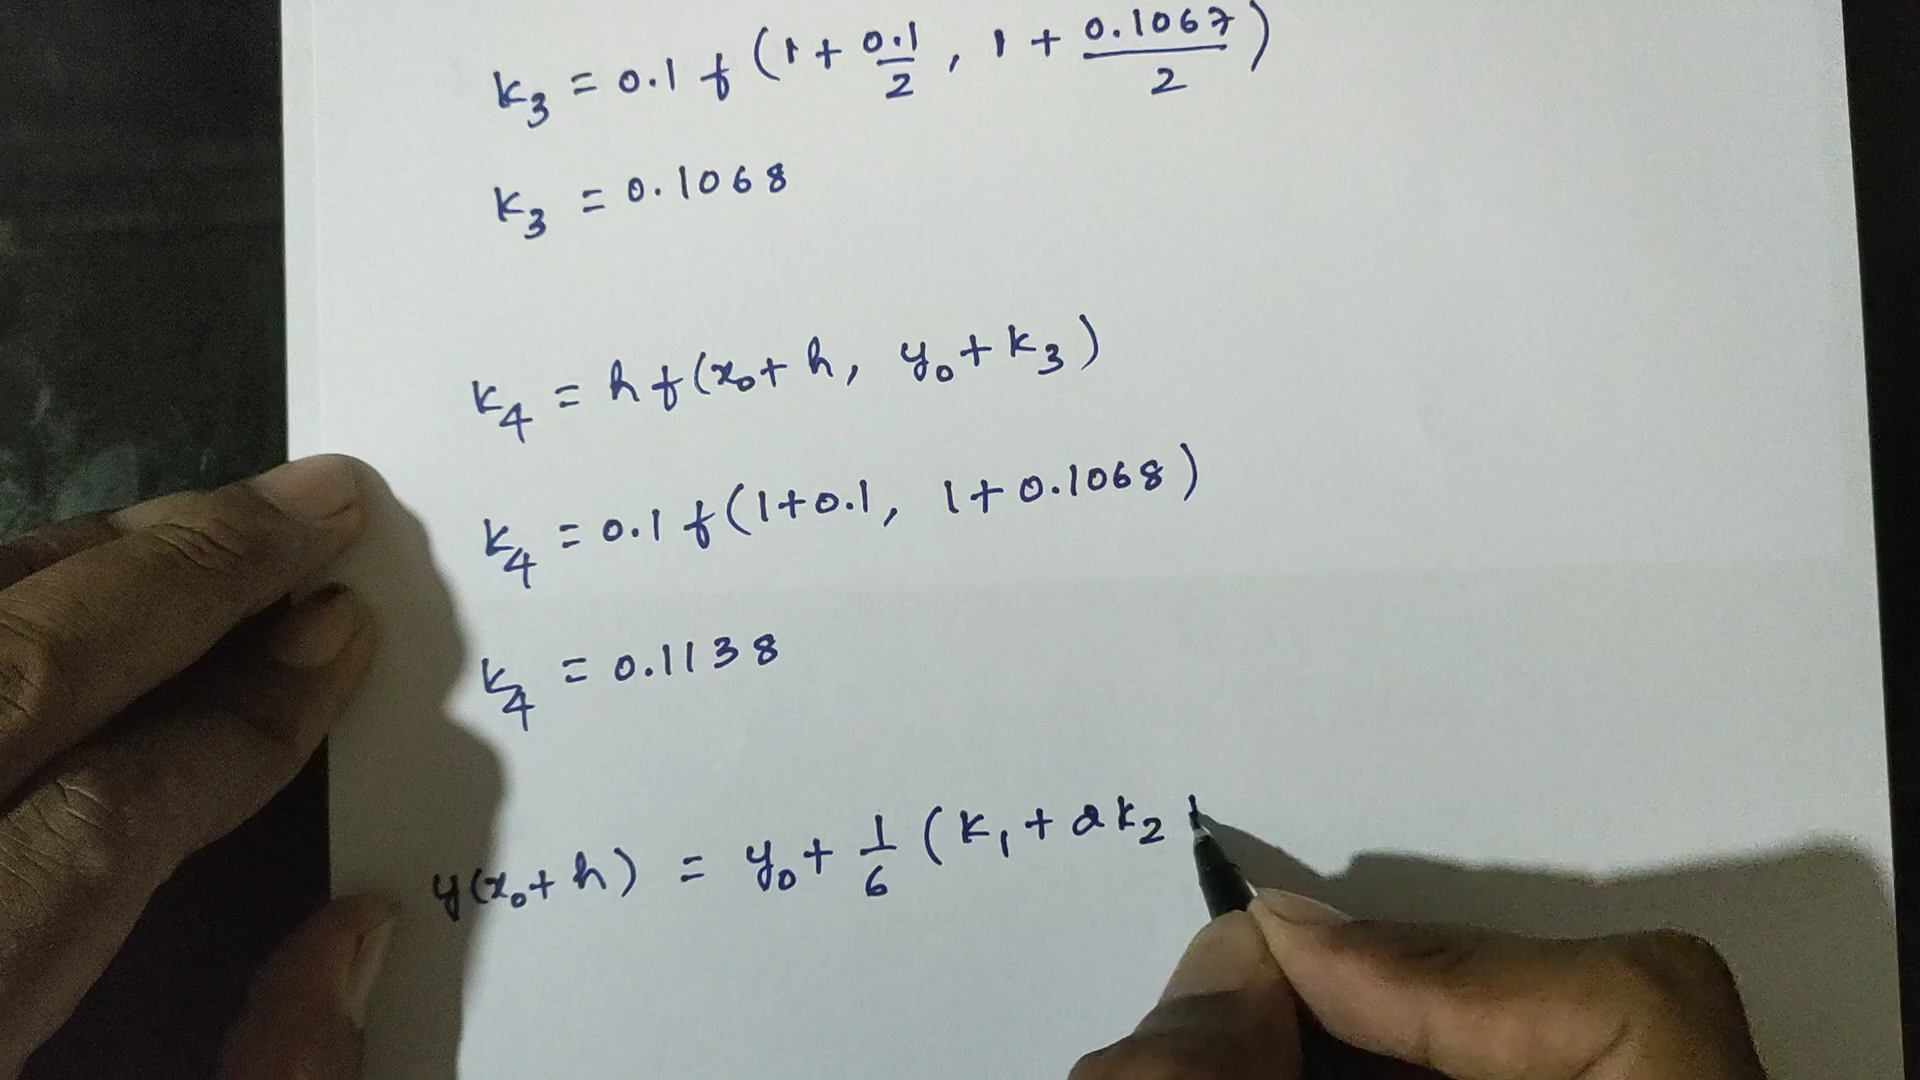 k₃ = 0.1 f(1 + 0.1/2, 1 + 0.1067/2)
k₃ = 0.1068
k₄ = h f(x₀ + h, y₀ + k₃)
k₄ = 0.1 f(1+0.1, 1+0.1068)
k₄ = 0.1138
y(x₀ + h) = y₀ + 1/6 (k₁ + 2k₂